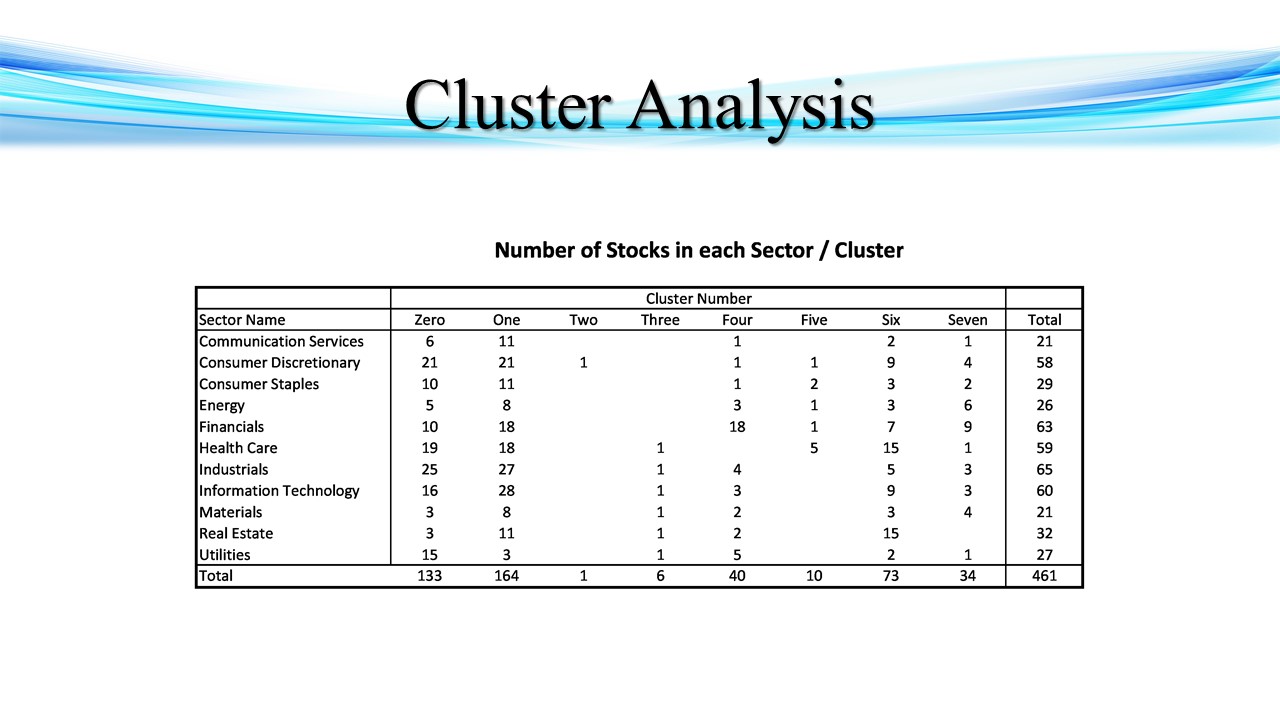 Cluster Analysis
Number of Stocks in each Sector / Cluster
Cluster Number
Sector Name Zero One Two Three Four Five Six Seven Total
Communication Services 6 11 1 2 1 21
Consumer Discretionary 21 21 1 1 1 9 4 58
Consumer Staples 10 11 1 2 3 2 29
Energy 5 8 3 1 3 6 26
Financials 10 18 18 1 7 9 63
Health Care 19 18 1 5 15 1 59
Industrials 25 27 1 4 5 3 65
Information Technology 16 28 1 3 9 3 60
Materials 3 8 1 2 3 4 21
Real Estate 3 11 1 2 15 32
Utilities 15 3 1 5 2 1 27
Total 133 164 1 6 40 10 73 34 461